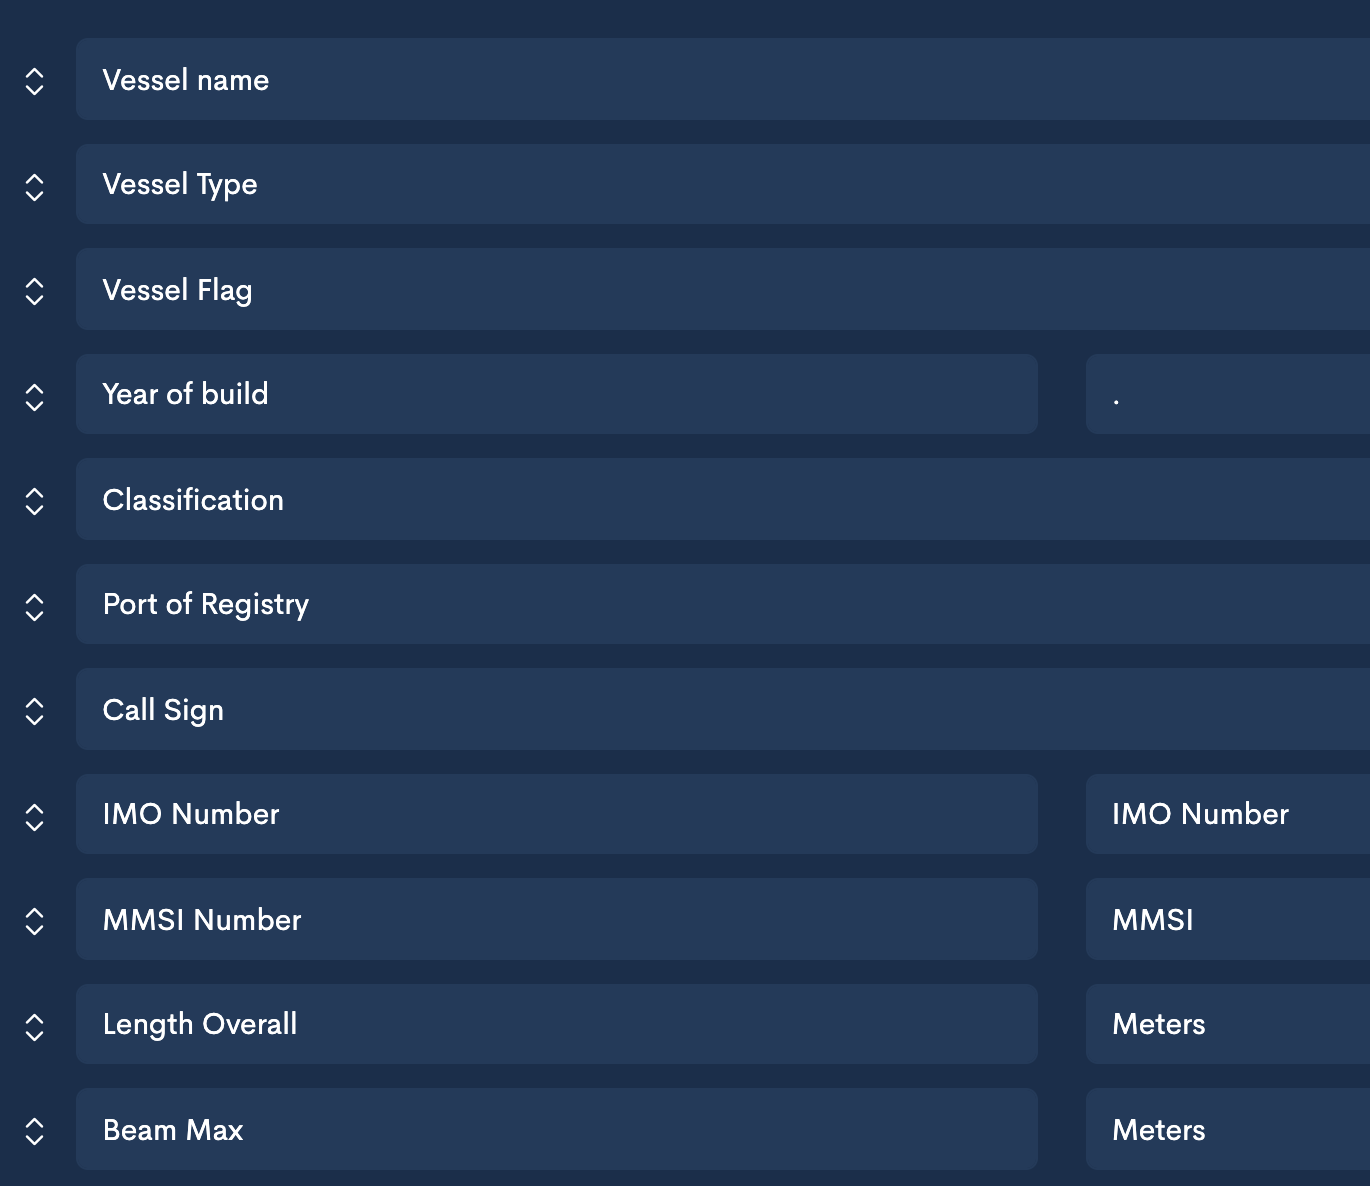 Vessel name
Vessel Type
Vessel Flag
Year of build .
Classification
Port of Registry
Call Sign
IMO Number IMO Number
MMSI Number MMSI
Length Overall Meters
Beam Max Meters